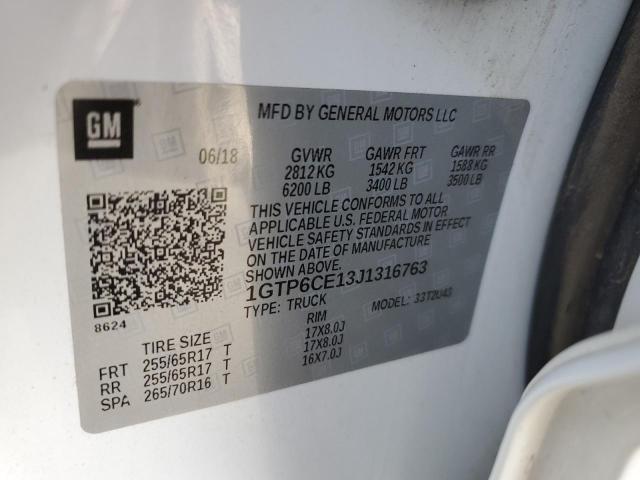 GM
MFD BY GENERAL MOTORS LLC
06/18 GVWR GAWR FRT GAWR RR
2812 KG 1542 KG 1588 KG
6200 LB 3400 LB 3500 LB
THIS VEHICLE CONFORMS TO ALL
APPLICABLE U.S. FEDERAL MOTOR
VEHICLE SAFETY STANDARDS IN EFFECT
ON THE DATE OF MANUFACTURE
SHOWN ABOVE.
1GTP6CE13J1316763
8624
TYPE: TRUCK MODEL: 33T2U43
TIRE SIZE RIM
FRT 255/65R17 T 17X8.0J
RR 255/65R17 T 17X8.0J
SPA 265/70R16 T 16X7.0J